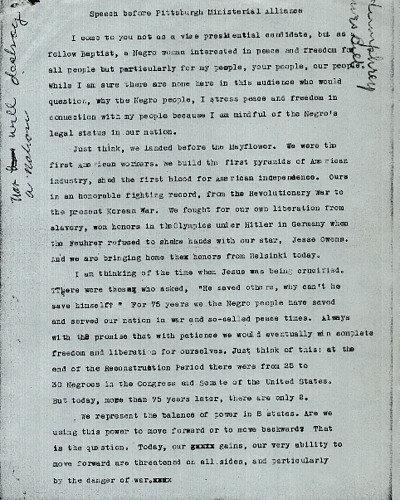 Speech before Pittsburgh Ministerial Alliance
I come to you not as a vice presidential candidate, but as
fellow Baptist, a Negro woman interested in peace and freedom for
all people but particularly for my people, your people, our people.
While I am sure there are none here in this audience who would
question, why the Negro people, I stress peace and freedom in
connection with my people because I am mindful of the Negro's
legal status in our nation.
Just think, we landed before the Mayflower. We were the
first American workers. We build the first pyramids of American
industry, shed the first blood for American independence. Ours
is an honorable fighting record, from the Revolutionary War to
the present Korean War. We fought for our own liberation from
slavery, won honors in theOlympics under Hitler in Germany when
the Feuhrer refused to shake hands with our star, Jesse Owens.
And we are bringing home them honors from Helsinki today.
I am thinking of the time when Jesus was being crucified.
There were those who asked, "He saved others, why can't he
save himself?" For 75 years we the Negro people have saved
and served our nation in war and so-called peace times. Always
with the promise that with patience we would eventually win complete
freedom and liberation for ourselves. Just think of this: at the
end of the Reconstruction Period there were from 25 to
30 Negroes in the Congress and Senate of the United States.
But today, more than 75 years later, there are only 2.
We represent the balance of power in 8 states. Are we
using this power to move forward or to move backward? That
is the question. Today, our gains, our very ability to
move forward are threatened on all sides, and particularly
by the danger of war.
will destroy
a nation